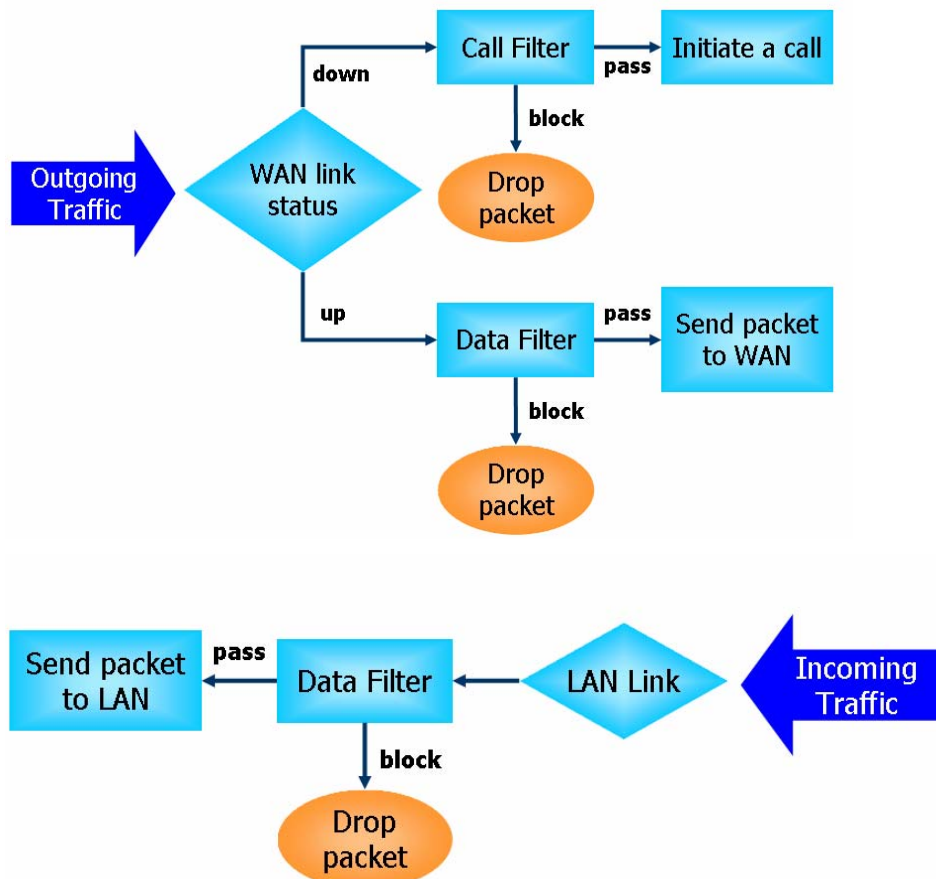 Call Filter
pass
Initiate a call
down
block
Outgoing
Traffic
WAN link
status
Drop
packet
up
Data Filter
pass
Send packet
to WAN
block
Drop
packet
Send packet
to LAN
pass
Data Filter
LAN Link
Incoming
Traffic
block
Drop
packet